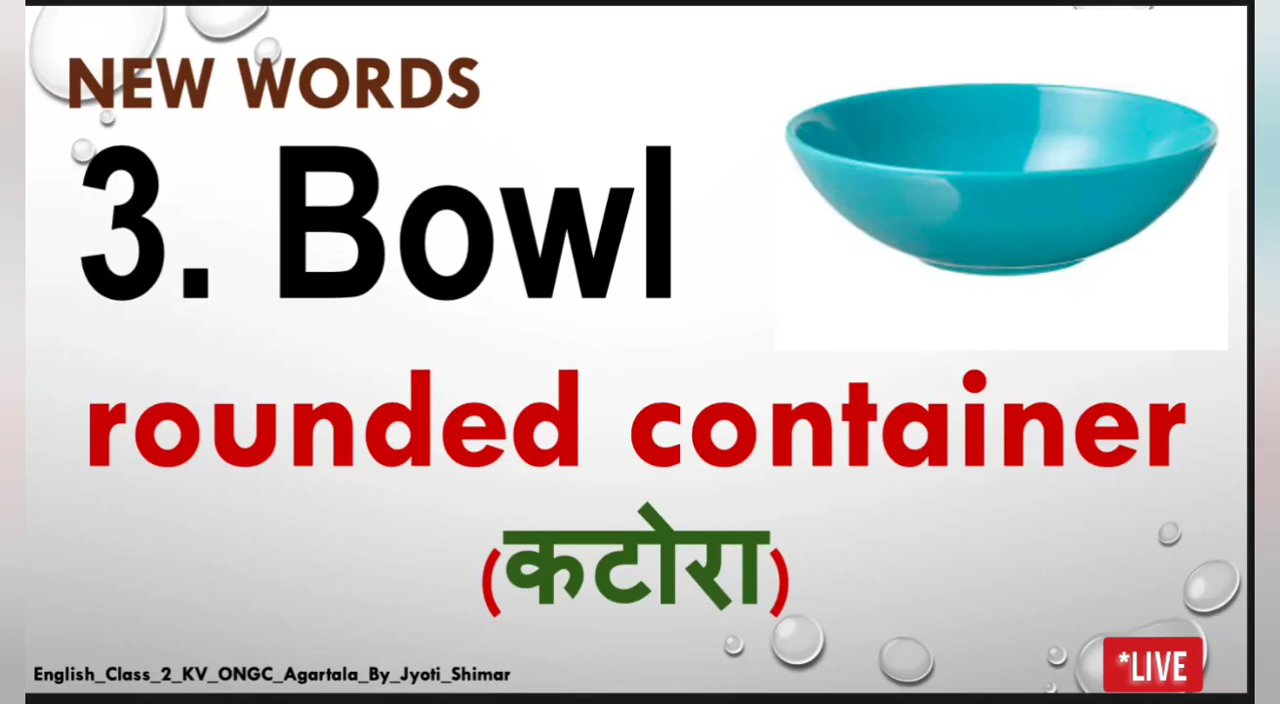 NEW WORDS
3. Bowl
rounded container
(कटोरा)
English_Class_2_KV_ONGC_Agartala_By_Jyoti_Shimar
*LIVE